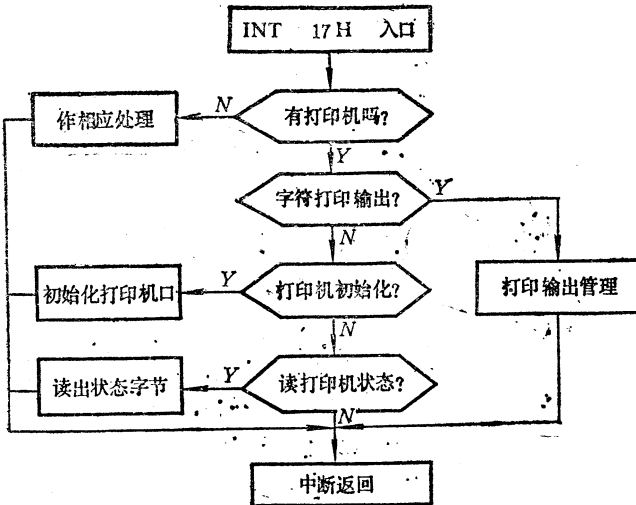 INT 17H 入口
N
有打印机吗?
作相应处理
Y
字符打印输出?
Y
N
初始化打印机口
Y
打印机初始化?
打印输出管理
N
读出状态字节
Y
读打印机状态?
N
中断返回